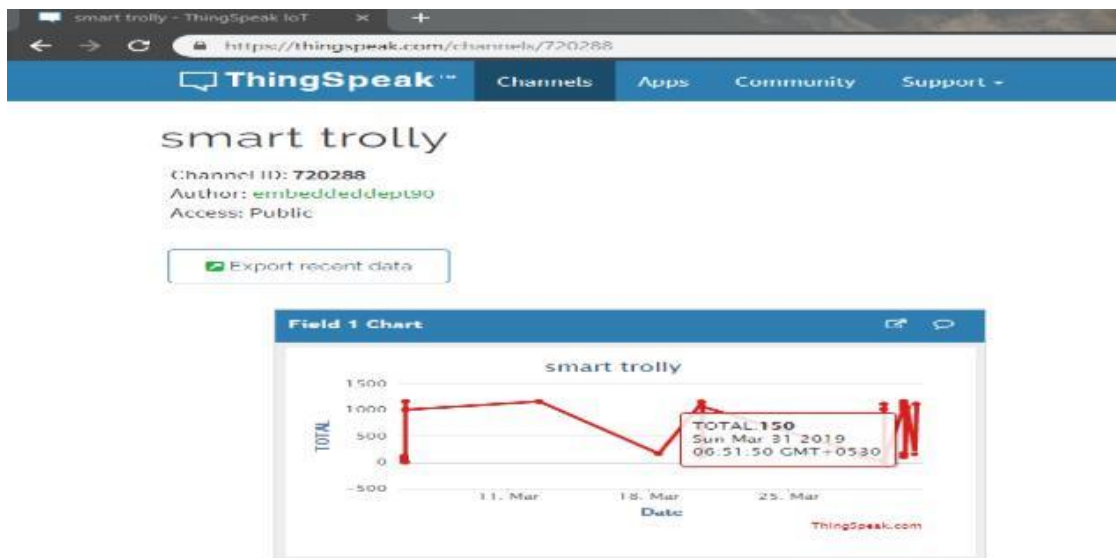 smart trolly - ThingSpeak IoT
https://thingspeak.com/channels/720288
ThingSpeak™ Channels Apps Community Support
smart trolly
Channel ID: 720288
Author: embeddeddept90
Access: Public
Export recent data
Field 1 Chart
smart trolly
1500
1000
500
0
-500
TOTAL
TOTAL:150
Sun Mar 31 2019
06:51:50 GMT+0530
11. Mar 18. Mar 25. Mar
Date
ThingSpeak.com